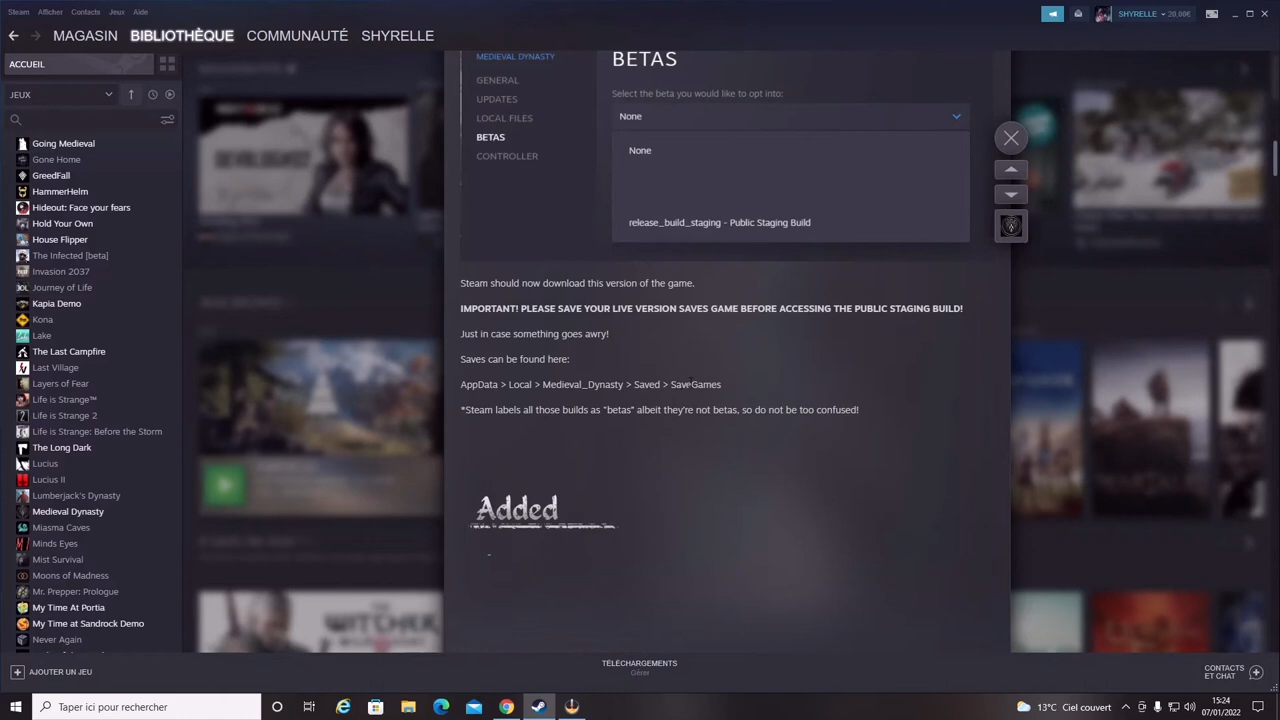 Steam Afficher Contacts Jeux Aide
SHYRELLE 20,00€
MAGASIN BIBLIOTHÈQUE COMMUNAUTÉ SHYRELLE
ACCUEIL
JEUX
Going Medieval
Gone Home
GreedFall
HammerHelm
Hideout: Face your fears
Hold Your Own
House Flipper
The Infected [beta]
Invasion 2037
Journey of Life
Kapia Demo
Kona
Lake
The Last Campfire
Last Village
Layers of Fear
Life is Strange™
Life is Strange 2
Life is Strange: Before the Storm
The Long Dark
Lucius
Lucius II
Lumberjack's Dynasty
Medieval Dynasty
Miasma Caves
Minds Eyes
Mist Survival
Moons of Madness
Mr. Prepper: Prologue
My Time At Portia
My Time at Sandrock Demo
Never Again
MEDIEVAL DYNASTY
GENERAL
UPDATES
LOCAL FILES
BETAS
CONTROLLER
BETAS
Select the beta you would like to opt into:
None
None
release_build_staging - Public Staging Build
Steam should now download this version of the game.
IMPORTANT! PLEASE SAVE YOUR LIVE VERSION SAVES GAME BEFORE ACCESSING THE PUBLIC STAGING BUILD!
Just in case something goes awry!
Saves can be found here:
AppData > Local > Medieval_Dynasty > Saved > SaveGames
*Steam labels all those builds as "betas" albeit they're not betas, so do not be too confused!
Added
-
THE WITCHER
AJOUTER UN JEU
TÉLÉCHARGEMENTS
Gérer
CONTACTS
ET CHAT
Taper ici pour rechercher
13°C Ciel couvert
15:24
07/01/2022